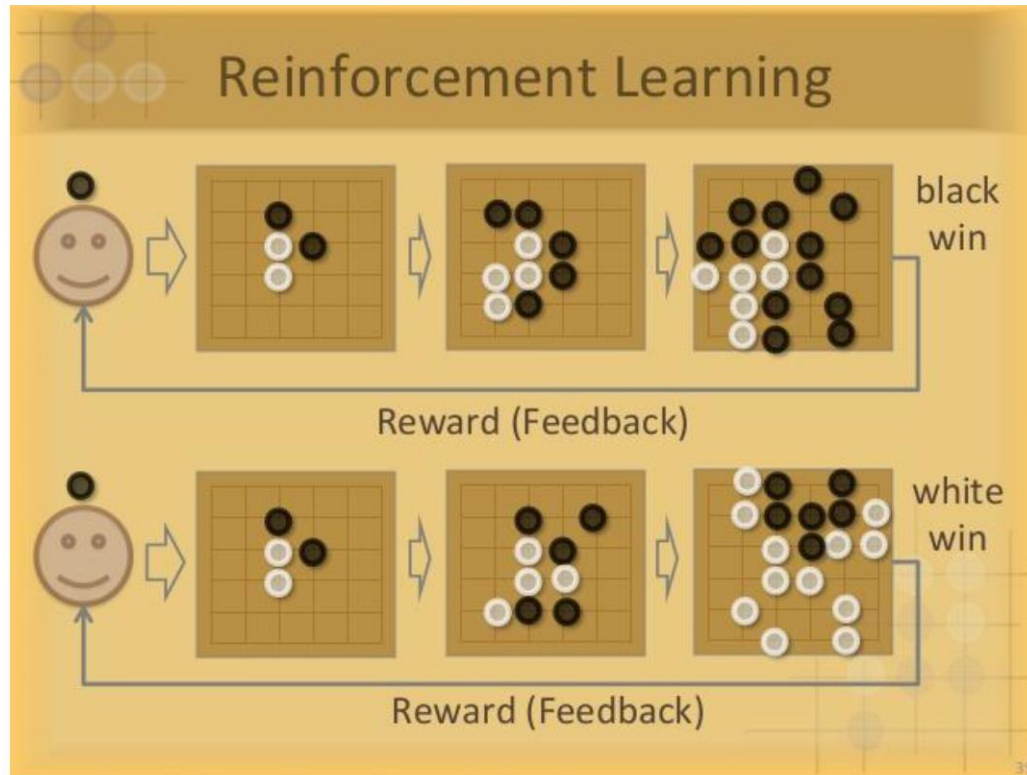 Reinforcement Learning
black
win
Reward (Feedback)
white
win
Reward (Feedback)